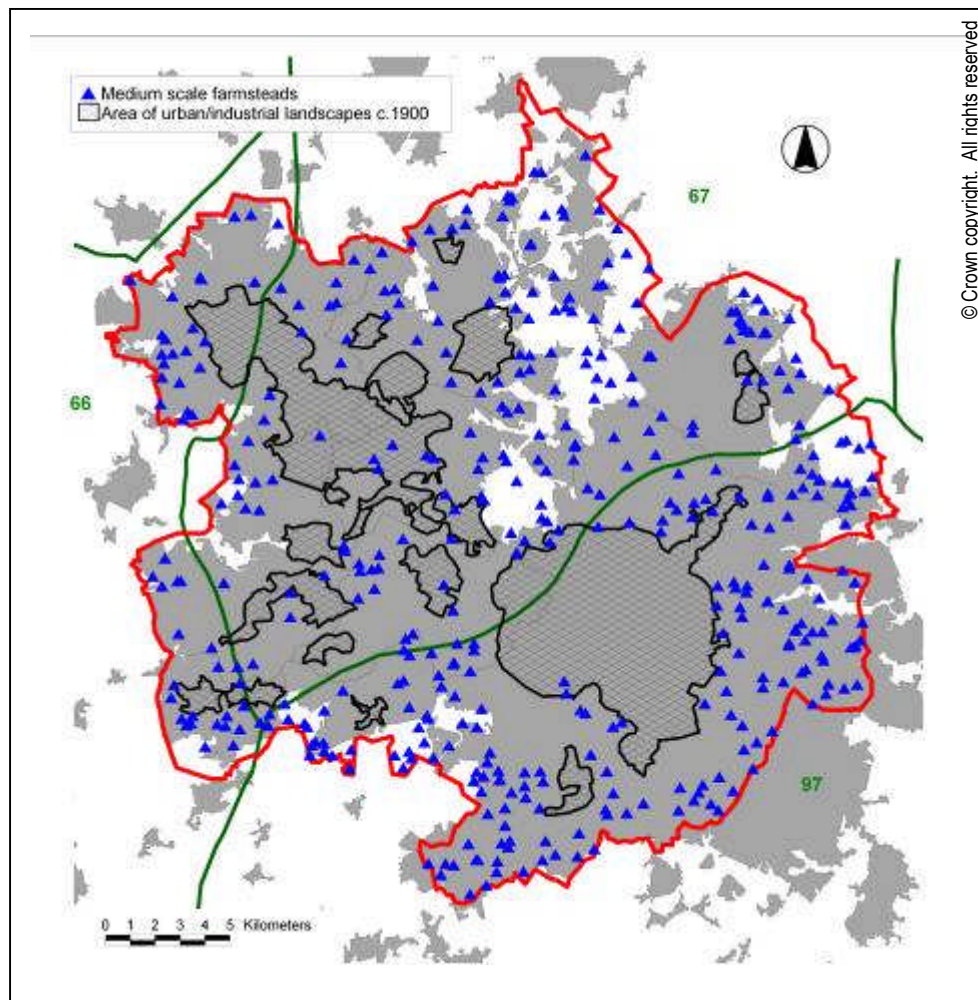 Medium scale farmsteads
Area of urban/industrial landscapes c.1900
© Crown copyright. All rights reserved
67
66
97
0 1 2 3 4 5 Kilometers